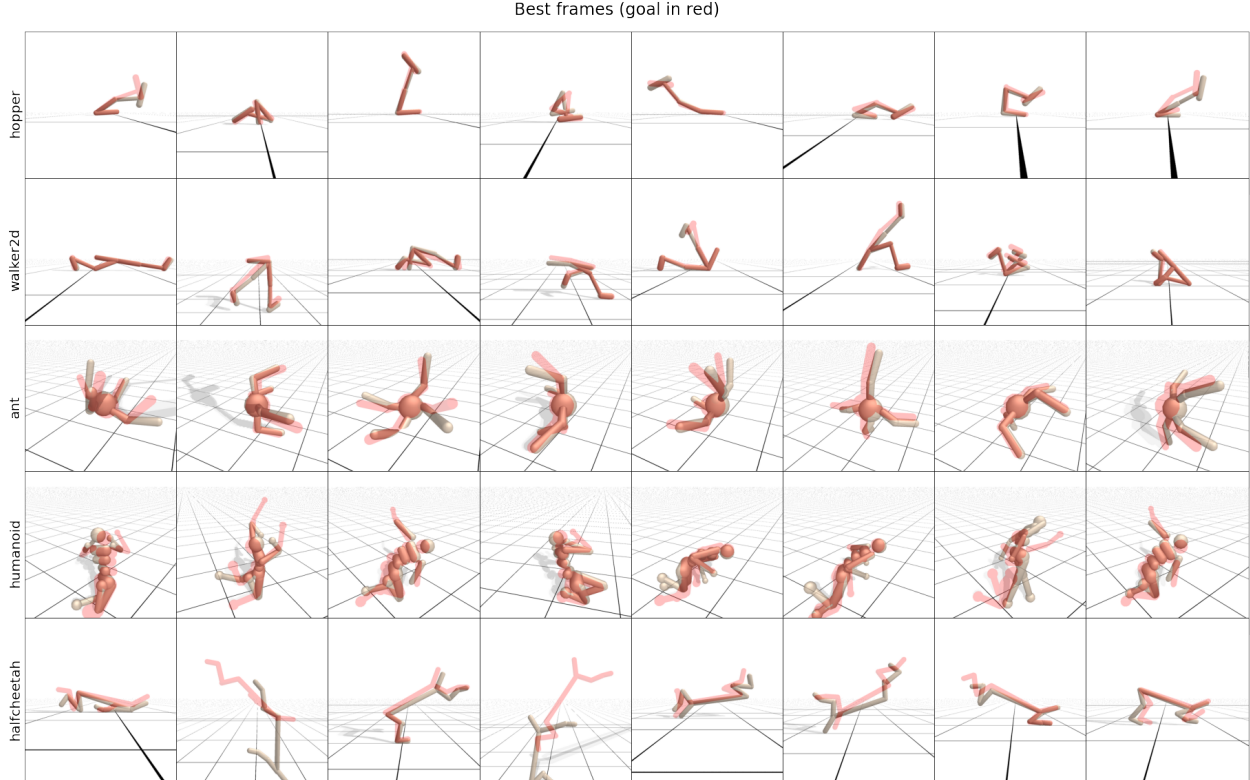 Best frames (goal in red)
hopper
walker2d
ant
humanoid
halfcheetah